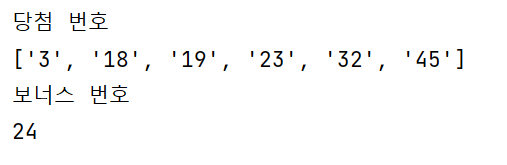 당첨 번호
['3', '18', '19', '23', '32', '45']
보너스 번호
24